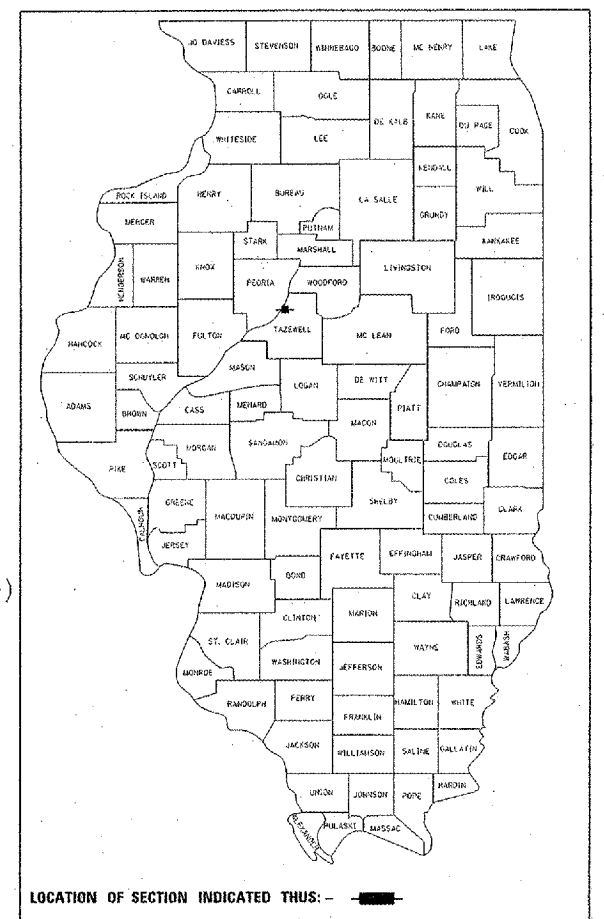 JO DAVIESS STEVENSON WINNEBAGO BOONE MC HENRY LAKE
CARROLL OGLE
DE KALB KANE DU PAGE COOK
WHITESIDE LEE
KENDALL WILL
ROCK ISLAND HENRY BUREAU LA SALLE
GRUNDY
MERCER PUTNAM
STARK MARSHALL KANKAKEE
HENDERSON WARREN KNOX PEORIA WOODFORD LIVINGSTON
IROQUOIS
HANCOCK MC DONOUGH FULTON TAZEWELL MC LEAN FORD
MASON
SCHUYLER LOGAN DE WITT CHAMPAIGN VERMILION
ADAMS BROWN CASS MENARD PIATT
MACON
MORGAN SANGAMON DOUGLAS EDGAR
PIKE SCOTT CHRISTIAN MOULTRIE
COLES
GREENE SHELBY
CALHOUN MACOUPIN MONTGOMERY CUMBERLAND CLARK
JERSEY FAYETTE EFFINGHAM JASPER CRAWFORD
MADISON BOND
CLAY RICHLAND LAWRENCE
CLINTON MARION
ST. CLAIR WAYNE EDWARDS WABASH
WASHINGTON JEFFERSON
MONROE
RANDOLPH PERRY HAMILTON WHITE
FRANKLIN
JACKSON WILLIAMSON SALINE GALLATIN
UNION JOHNSON POPE HARDIN
ALEXANDER PULASKI MASSAC
LOCATION OF SECTION INDICATED THUS: -